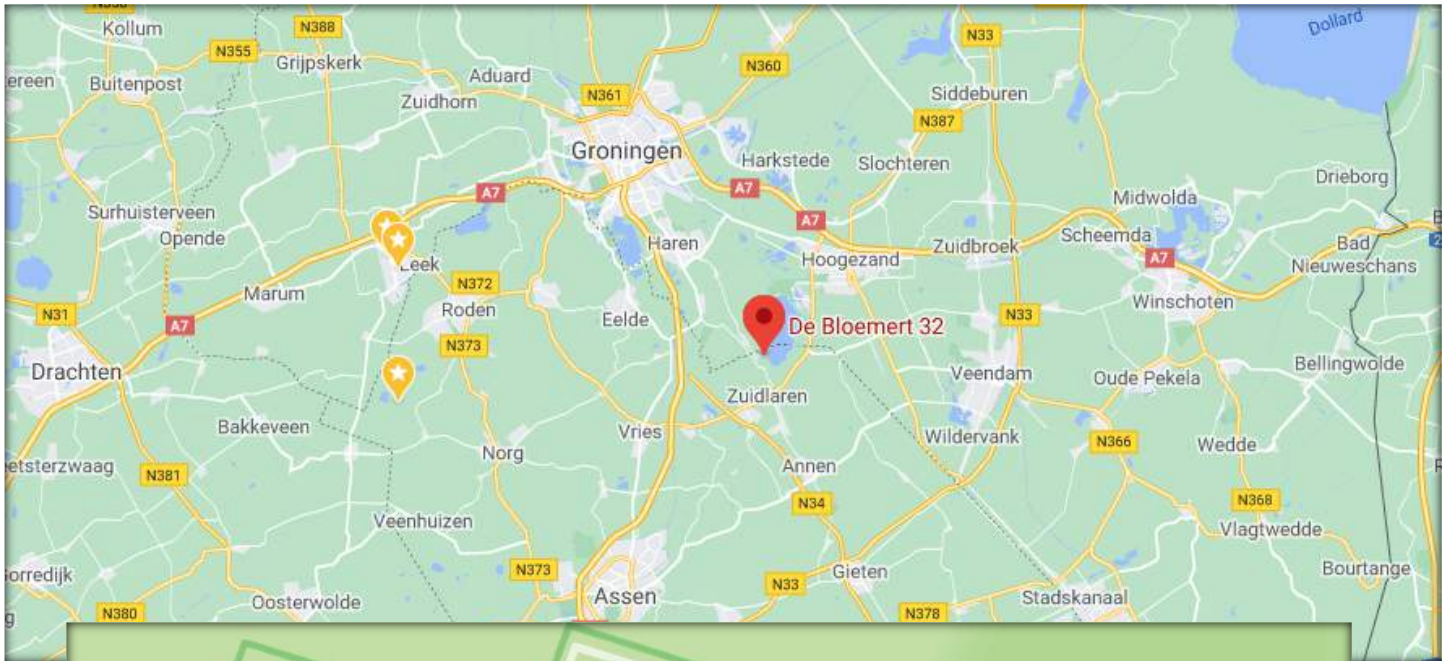 N358
Kollum
N388
N33
Dollard
N355
Grijpskerk
N360
Aduard
Buitenpost
Zuidhorn
N361
Siddeburen
N387
Groningen
Harkstede
Slochteren
Drieborg
A7
A7
Midwolda
Surhuisterveen
A7
Opende
Haren
Zuidbroek
Scheemda
Bad
Nieuweschans
A7
Leek
Hoogezand
N372
Marum
Winschoten
Roden
N31
Eelde
N33
A7
De Bloemert 32
N373
Drachten
Veendam
Oude Pekela
Bellingwolde
Zuidlaren
Bakkeveen
Vries
Wildervank
N366
Wedde
Norg
etsterzwaag
N381
Annen
N34
N368
Veenhuizen
Vlagtwedde
N373
Gieten
Bourtange
orredijk
N33
Assen
Stadskanaal
Oosterwolde
N380
N378